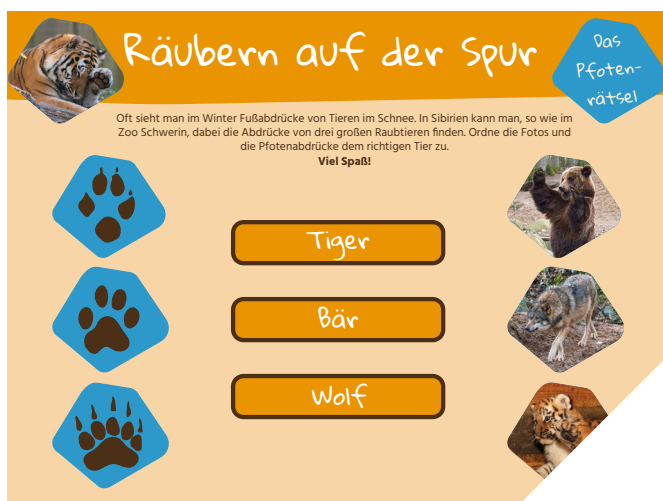 Räubern auf der Spur
Das
Pfoten-
rätsel
Oft sieht man im Winter Fußabdrücke von Tieren im Schnee. In Sibirien kann man, so wie im
Zoo Schwerin, dabei die Abdrücke von drei großen Raubtieren finden. Ordne die Fotos und
die Pfotenabdrücke dem richtigen Tier zu.
Viel Spaß!
Tiger
Bär
Wolf